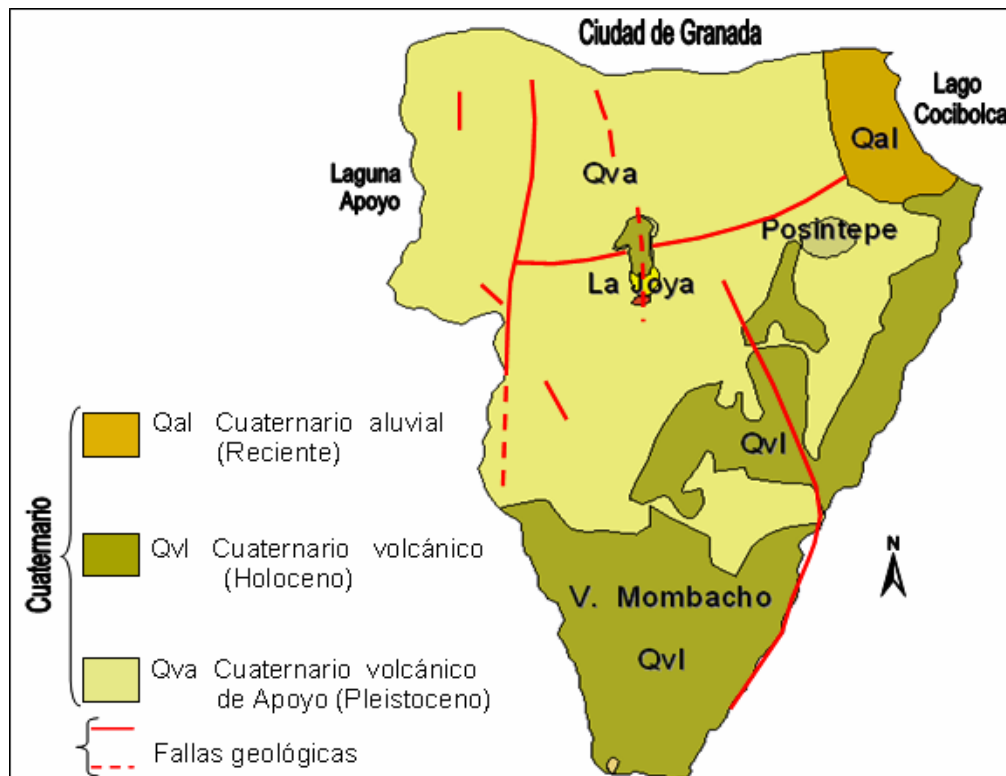 Ciudad de Granada
Lago
Cocibolca
Qal
Laguna
Apoyo
Qva
Posintepe
La Joya
Qvl
V. Mombacho
Qvl
N
Cuaternario
Qal Cuaternario aluvial
(Reciente)
Qvl Cuaternario volcánico
(Holoceno)
Qva Cuaternario volcánico
de Apoyo (Pleistoceno)
Fallas geológicas